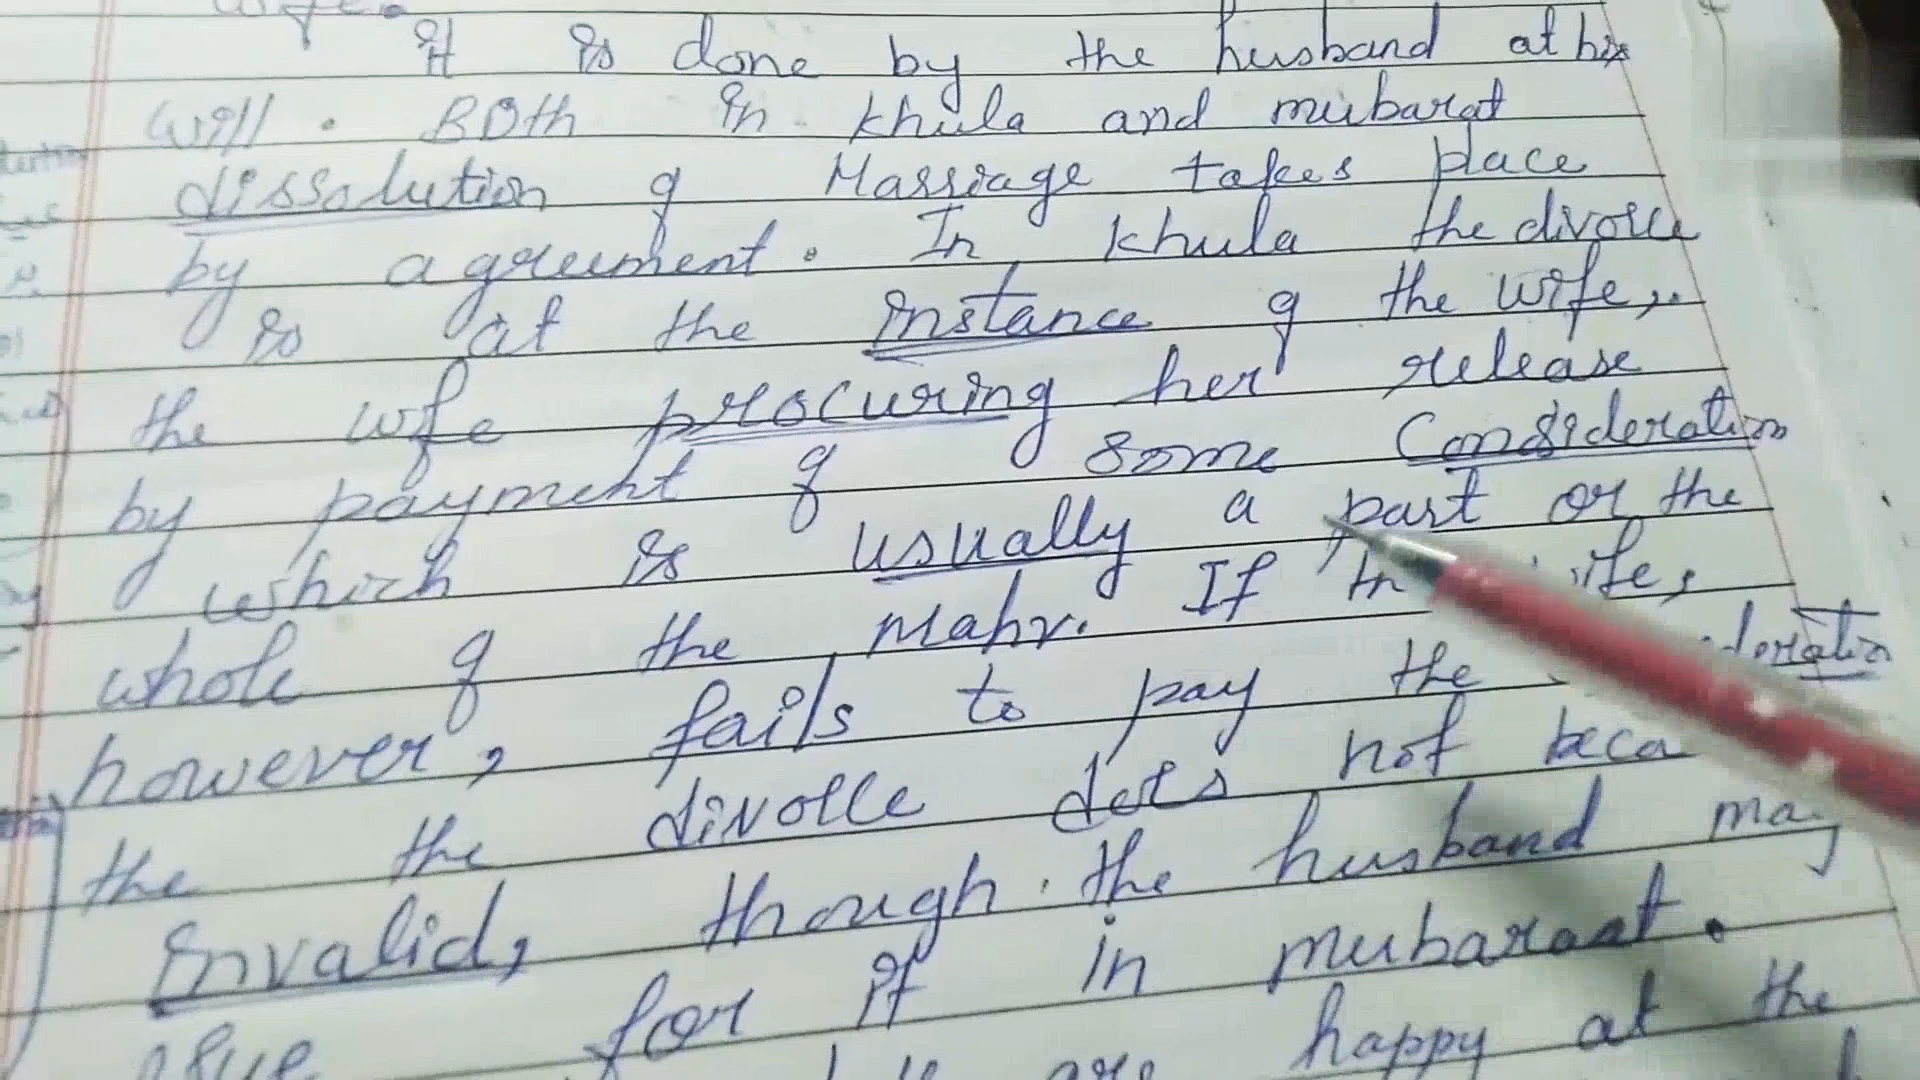 wife.
It is done by the husband at his
will. Both in khula and mubarat
dissolution of Marriage takes place
by agreement. In khula the divorce
is at the instance of the wife,
the wife procuring her release
by payment of some Consideration
which is usually a part or the
whole of the mahr. If
however, fails to pay the
the the divorce does not
invalid, though the husband may
for it in mubaraat.
are happy at the